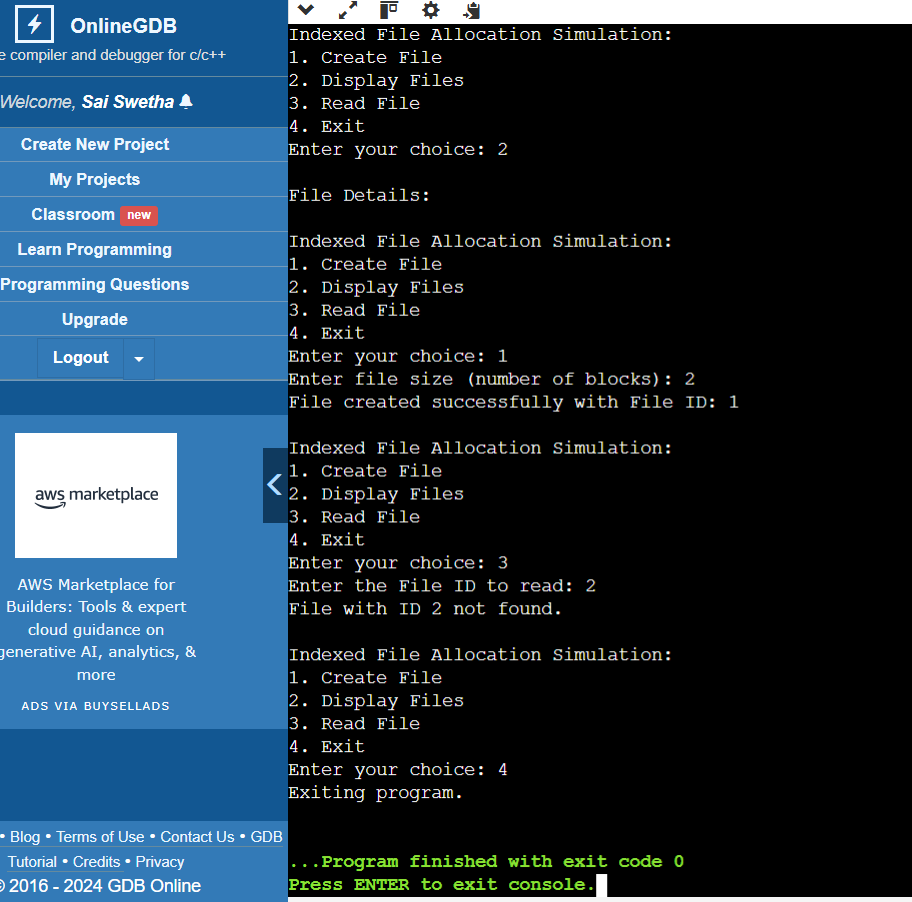 OnlineGDB
e compiler and debugger for c/c++
Welcome, Sai Swetha
Create New Project
My Projects
Classroom new
Learn Programming
Programming Questions
Upgrade
Logout
aws marketplace
AWS Marketplace for
Builders: Tools & expert
cloud guidance on
generative AI, analytics, &
more
ADS VIA BUYSELLADS
• Blog • Terms of Use • Contact Us • GDB
Tutorial • Credits • Privacy
© 2016 - 2024 GDB Online
Indexed File Allocation Simulation:
1. Create File
2. Display Files
3. Read File
4. Exit
Enter your choice: 2
File Details:
Indexed File Allocation Simulation:
1. Create File
2. Display Files
3. Read File
4. Exit
Enter your choice: 1
Enter file size (number of blocks): 2
File created successfully with File ID: 1
Indexed File Allocation Simulation:
1. Create File
2. Display Files
3. Read File
4. Exit
Enter your choice: 3
Enter the File ID to read: 2
File with ID 2 not found.
Indexed File Allocation Simulation:
1. Create File
2. Display Files
3. Read File
4. Exit
Enter your choice: 4
Exiting program.
...Program finished with exit code 0
Press ENTER to exit console.